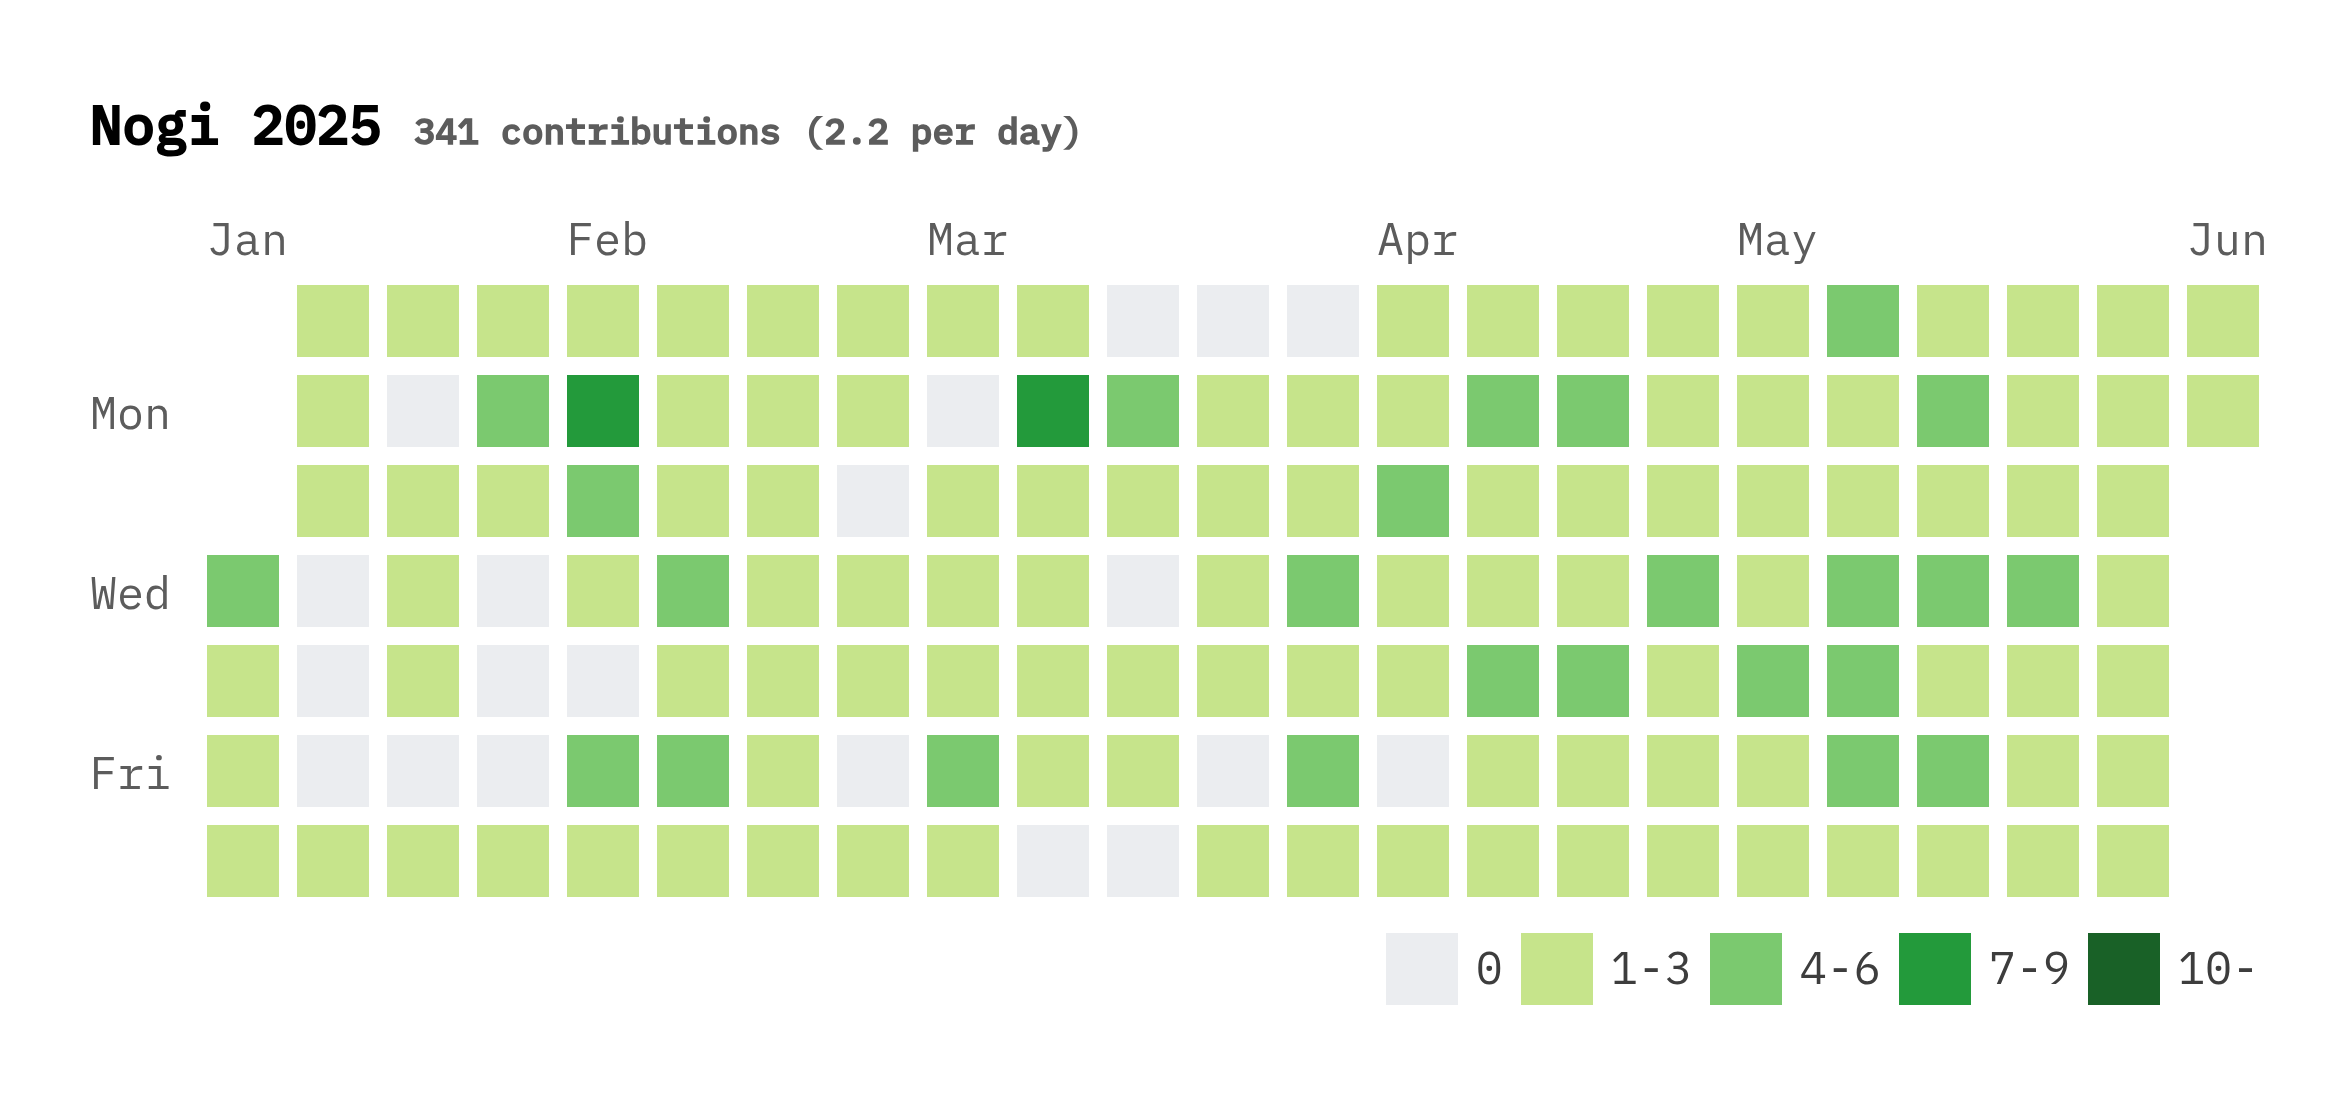 Nogi 2025 341 contributions (2.2 per day)
Jan Feb Mar Apr May Jun
Mon
Wed
Fri
0 1-3 4-6 7-9 10-